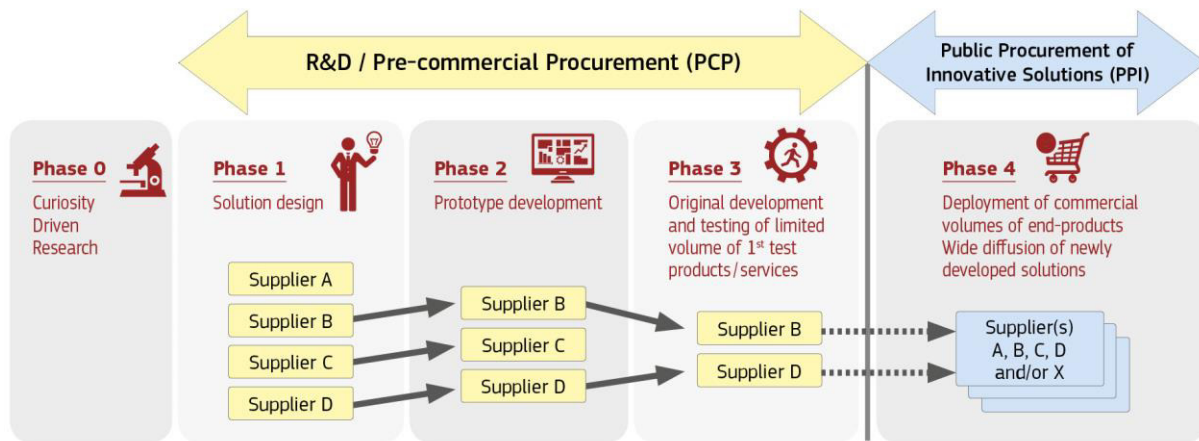 R&D / Pre-commercial Procurement (PCP)
Public Procurement of
Innovative Solutions (PPI)
Phase 0
Curiosity
Driven
Research
Phase 1
Solution design
Supplier A
Supplier B
Supplier C
Supplier D
Phase 2
Prototype development
Supplier B
Supplier C
Supplier D
Phase 3
Original development
and testing of limited
volume of 1st test
products/services
Supplier B
Supplier D
Phase 4
Deployment of commercial
volumes of end-products
Wide diffusion of newly
developed solutions
Supplier(s)
A, B, C, D
and/or X